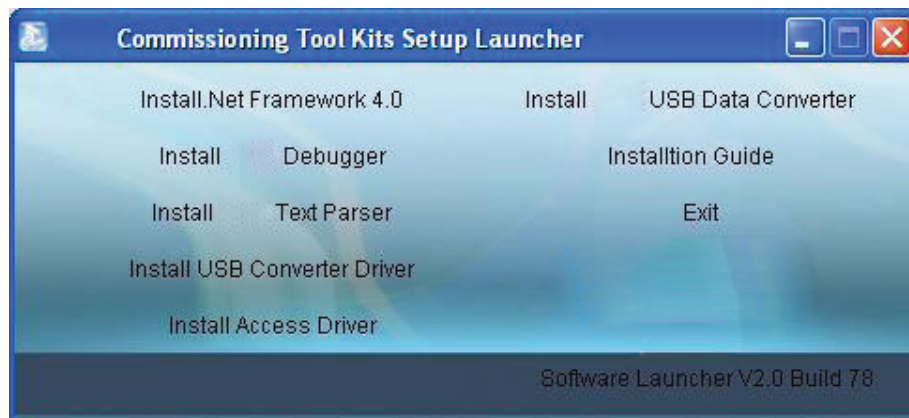 Commissioning Tool Kits Setup Launcher
Install.Net Framework 4.0
Install USB Data Converter
Install Debugger
Installtion Guide
Install Text Parser
Exit
Install USB Converter Driver
Install Access Driver
Software Launcher V2.0 Build 78